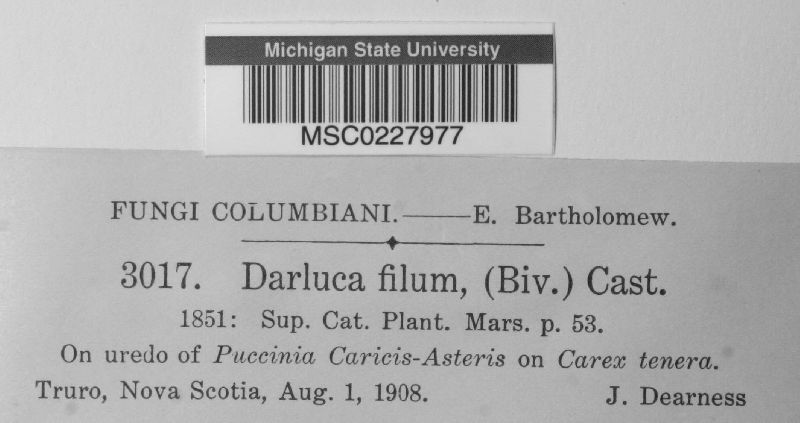 Michigan State University
MSC0227977
FUNGI COLUMBIANI.——E. Bartholomew.
3017. Darluca filum, (Biv.) Cast.
1851: Sup. Cat. Plant. Mars. p. 53.
On uredo of Puccinia Caricis-Asteris on Carex tenera.
Truro, Nova Scotia, Aug. 1, 1908. J. Dearness